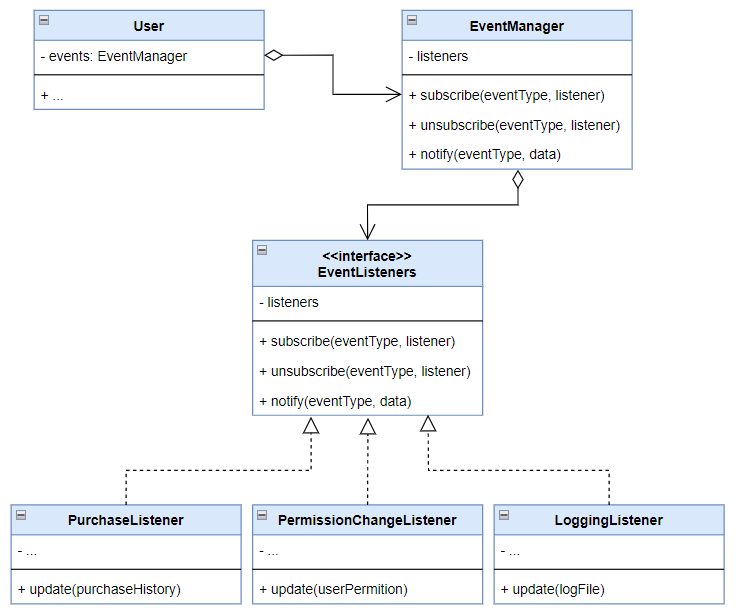 User
- events: EventManager
+ ...
EventManager
- listeners
+ subscribe(eventType, listener)
+ unsubscribe(eventType, listener)
+ notify(eventType, data)
<<interface>>
EventListeners
- listeners
+ subscribe(eventType, listener)
+ unsubscribe(eventType, listener)
+ notify(eventType, data)
PurchaseListener
- ...
+ update(purchaseHistory)
PermissionChangeListener
- ...
+ update(userPermition)
LoggingListener
- ...
+ update(logFile)